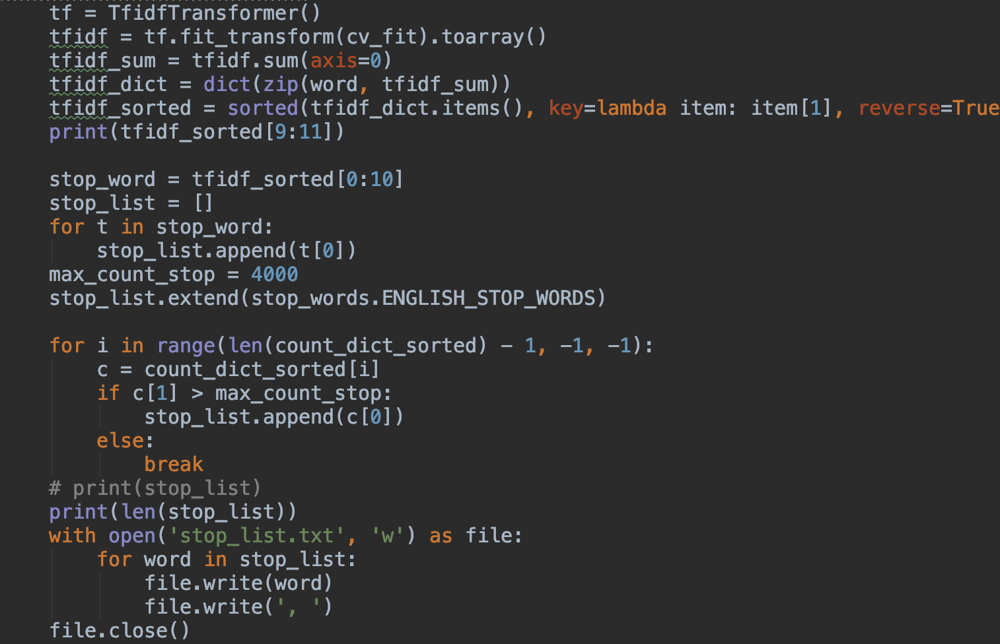 tf = TfidfTransformer()
tfidf = tf.fit_transform(cv_fit).toarray()
tfidf_sum = tfidf.sum(axis=0)
tfidf_dict = dict(zip(word, tfidf_sum))
tfidf_sorted = sorted(tfidf_dict.items(), key=lambda item: item[1], reverse=True
print(tfidf_sorted[9:11])

stop_word = tfidf_sorted[0:10]
stop_list = []
for t in stop_word:
    stop_list.append(t[0])
max_count_stop = 4000
stop_list.extend(stop_words.ENGLISH_STOP_WORDS)

for i in range(len(count_dict_sorted) - 1, -1, -1):
    c = count_dict_sorted[i]
    if c[1] > max_count_stop:
        stop_list.append(c[0])
    else:
        break
# print(stop_list)
print(len(stop_list))
with open('stop_list.txt', 'w') as file:
    for word in stop_list:
        file.write(word)
        file.write(', ')
file.close()